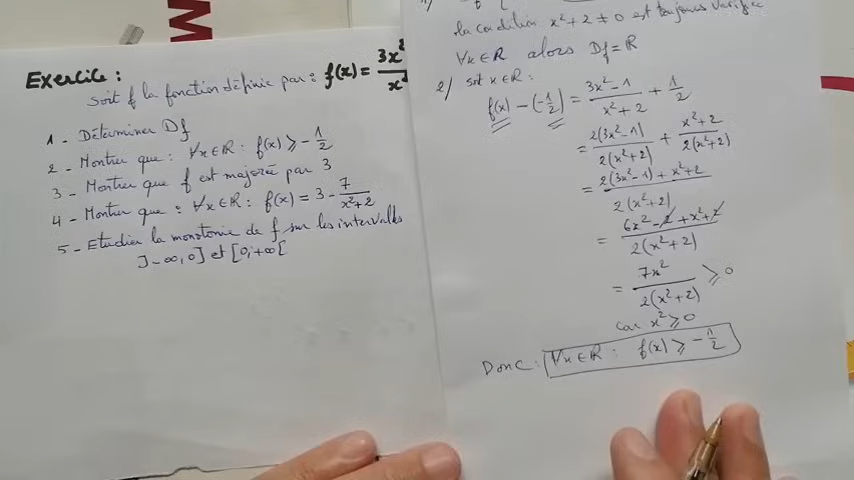 Exercice :
soit f la fonction définie par : f(x) = 3x²
x²
1 - Déterminer Df
2 - Montrer que : ∀x∈ℝ : f(x) ≥ -1/2
3 - Montrer que f est majorée par 3
4 - Montrer que : ∀x∈ℝ : f(x) = 3 - 7/(x²+2)
5 - Etudier la monotonie de f sur les intervalles
]-∞,0] et [0,+∞[
la condition x²+2 ≠ 0 est toujours vérifié
∀x∈ℝ alors Df = ℝ
2/ soit x∈ℝ :
f(x) - (-1/2) = (3x²-1)/(x²+2) + 1/2
= 2(3x²-1)/2(x²+2) + (x²+2)/2(x²+2)
= (2(3x²-1) + x²+2)/2(x²+2)
= (6x²-2+x²+2)/2(x²+2)
= 7x²/2(x²+2) ≥ 0
car x² ≥ 0
Donc : ∀x∈ℝ : f(x) ≥ -1/2